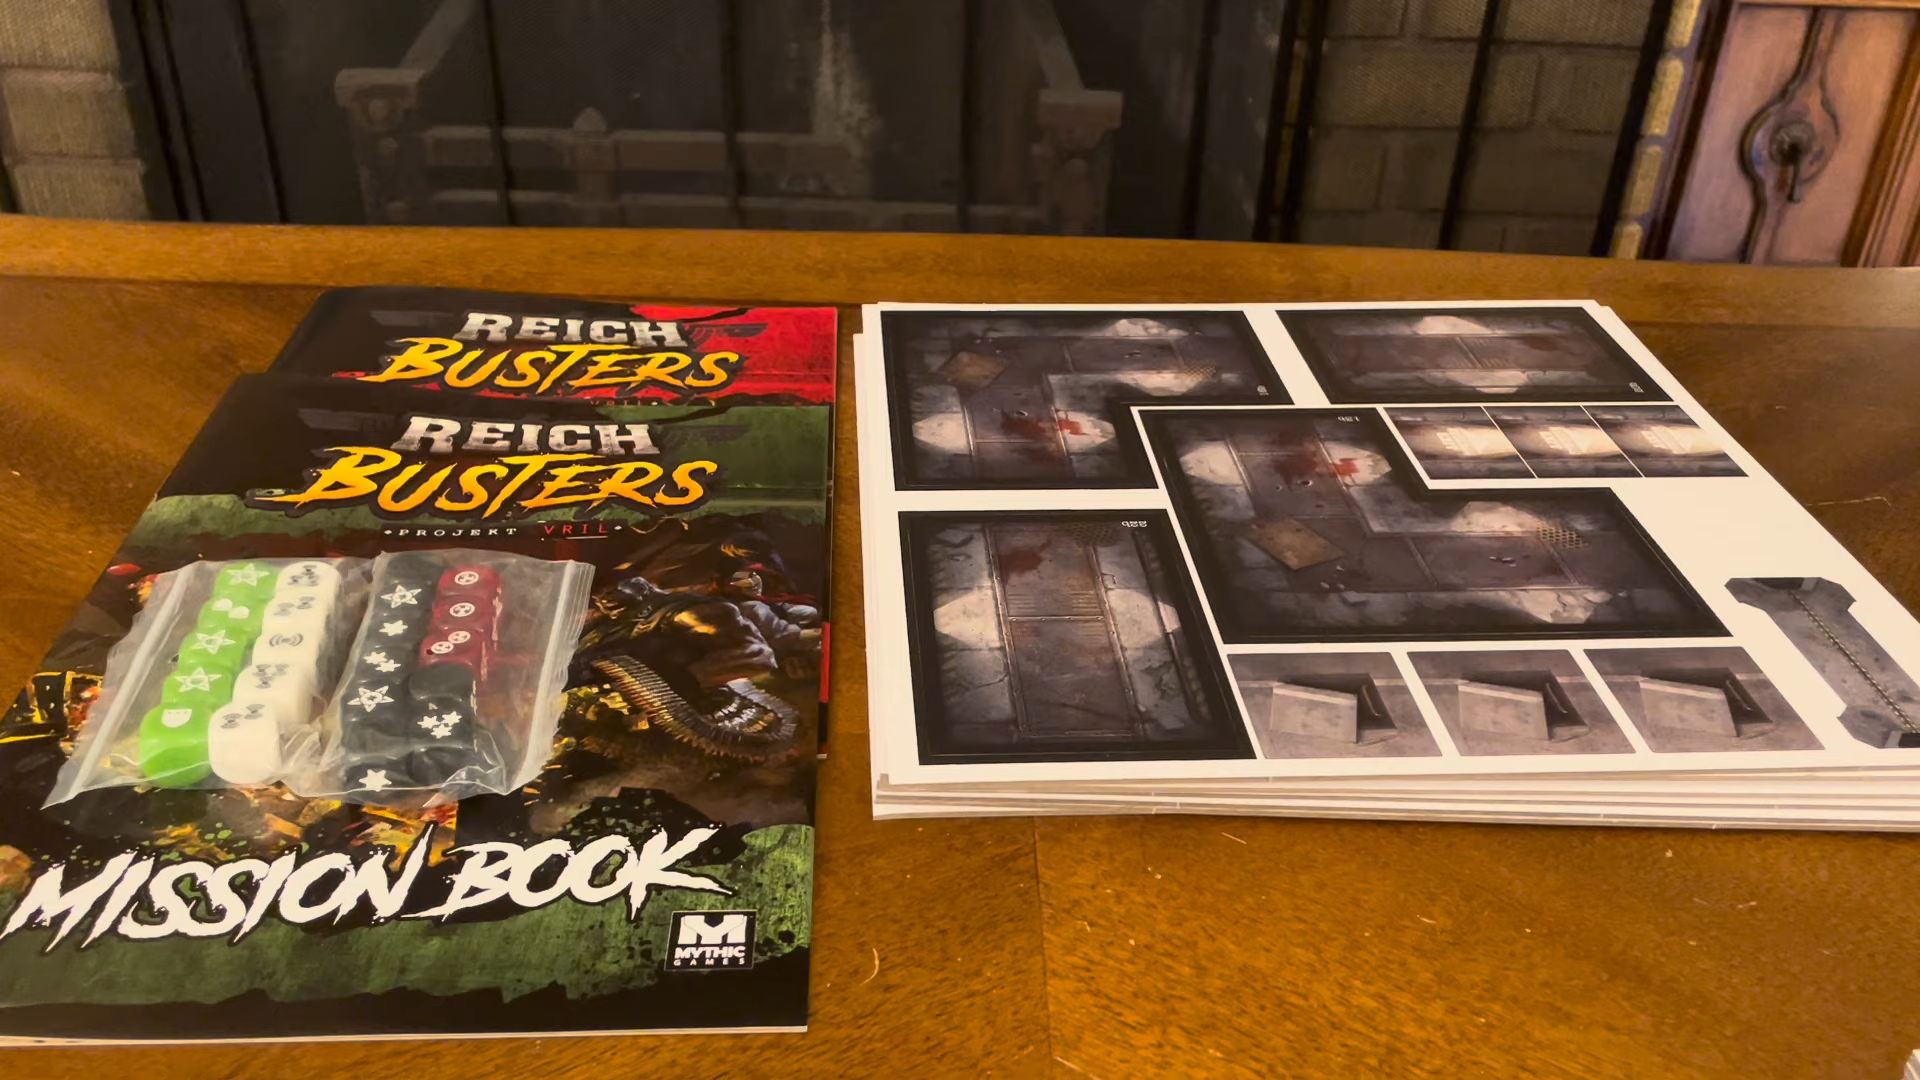 REICH
BUSTERS
REICH
BUSTERS
•PROJEKT VRIL•
MISSION BOOK
MYTHIC
GAMES